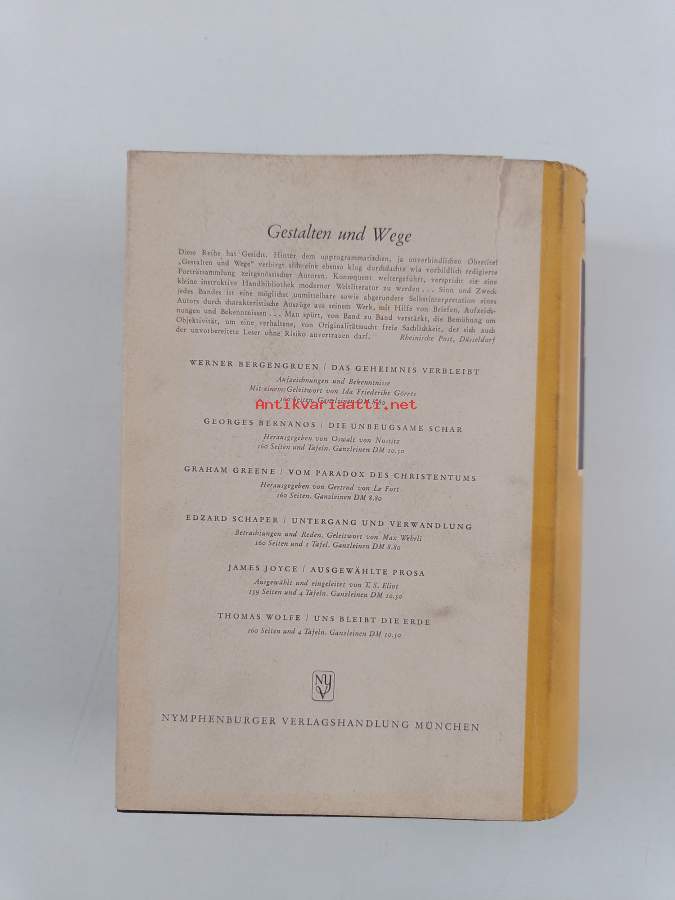 Gestalten und Wege
Diese Reihe hat Gesicht. Hinter dem unprogrammatischen, ja unverbindlichen Obertitel
„Gestalten und Wege“ verbirgt sich eine ebenso klug durchdachte wie vorbildlich redigierte
Porträtsammlung zeitgenössischer Autoren. Konsequent weitergeführt, verspricht sie eine
kleine instruktive Handbibliothek moderner Weltliteratur zu werden... Sinn und Zweck
jedes Bandes ist eine möglichst unmittelbare sowie abgerundete Selbstinterpretation eines
Autors durch charakteristische Auszüge aus seinem Werk, mit Hilfe von Briefen, Aufzeich-
nungen und Bekenntnissen... Man spürt, von Band zu Band verstärkt, die Bemühung um
Objektivität, um eine verhaltene, von Originalitätssucht freie Sachlichkeit, der sich auch
der unvorbereitete Leser ohne Risiko anvertrauen darf. Rheinische Post, Düsseldorf
WERNER BERGENGRUEN / DAS GEHEIMNIS VERBLEIBT
Aufzeichnungen und Bekenntnisse
Mit einem Geleitwort von Ida Friederike Görres
160 Seiten. Ganzleinen DM 8.80
Antikvariaatti.net
GEORGES BERNANOS / DIE UNBEUGSAME SCHAR
Herausgegeben von Oswalt von Nostitz
160 Seiten und Tafeln. Ganzleinen DM 10.50
GRAHAM GREENE / VOM PARADOX DES CHRISTENTUMS
Herausgegeben von Gertrud von Le Fort
160 Seiten. Ganzleinen DM 8.80
EDZARD SCHAPER / UNTERGANG UND VERWANDLUNG
Betrachtungen und Reden. Geleitwort von Max Wehrli
160 Seiten und 1 Tafel. Ganzleinen DM 8.80
JAMES JOYCE / AUSGEWÄHLTE PROSA
Ausgewählt und eingeleitet von T. S. Eliot
159 Seiten und 4 Tafeln. Ganzleinen DM 10.50
THOMAS WOLFE / UNS BLEIBT DIE ERDE
160 Seiten und 4 Tafeln. Ganzleinen DM 10.50
NYV
NYMPHENBURGER VERLAGSHANDLUNG MÜNCHEN